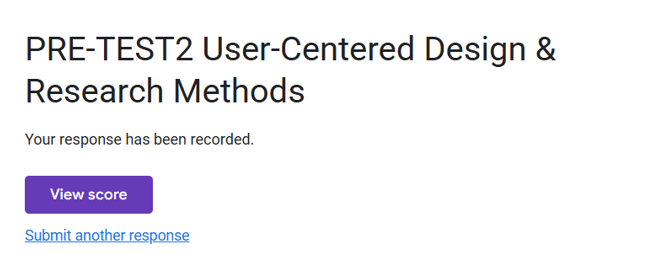 PRE-TEST2 User-Centered Design &
Research Methods
Your response has been recorded.
View score
Submit another response